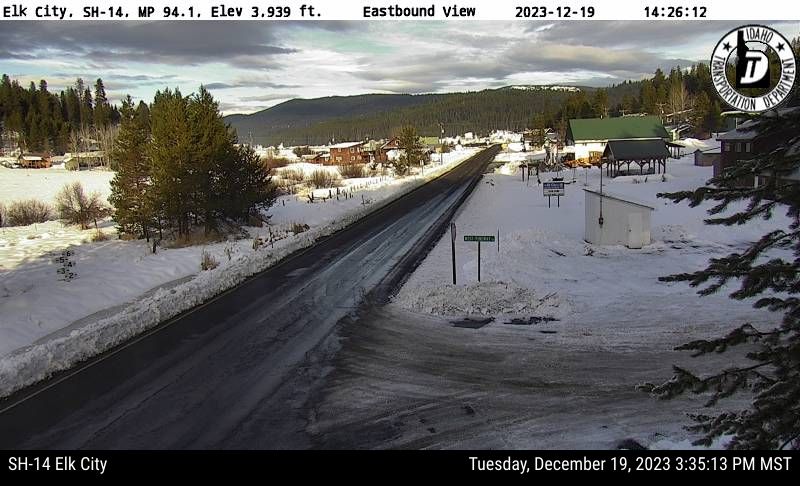 Elk City, SH-14, MP 94.1, Elev 3,939 ft. Eastbound View 2023-12-19 14:26:12
IDAHO
TRANSPORTATION DEPARTMENT
SH-14 Elk City Tuesday, December 19, 2023 3:35:13 PM MST